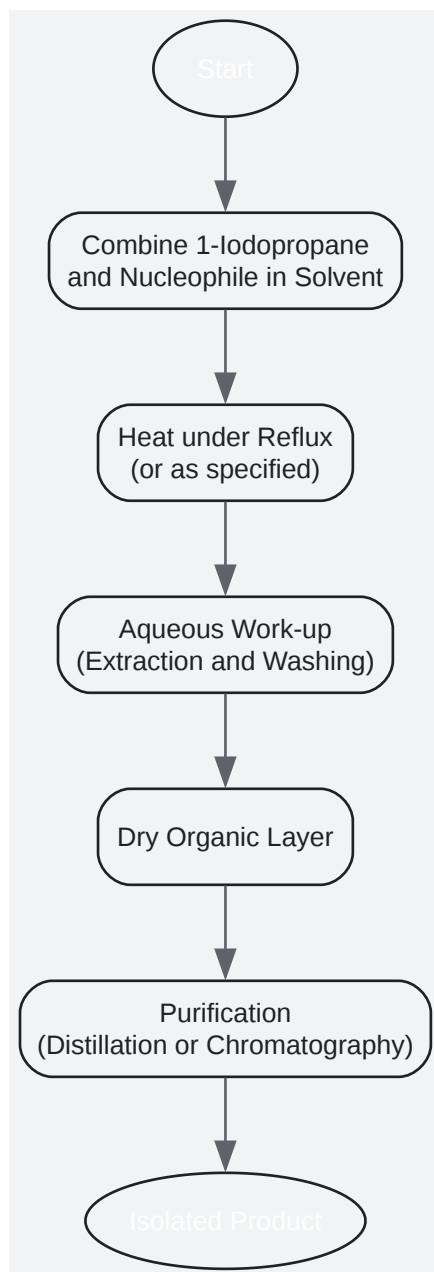 Start
Combine 1-Iodopropane
and Nucleophile in Solvent
Heat under Reflux
(or as specified)
Aqueous Work-up
(Extraction and Washing)
Dry Organic Layer
Purification
(Distillation or Chromatography)
Isolated Product